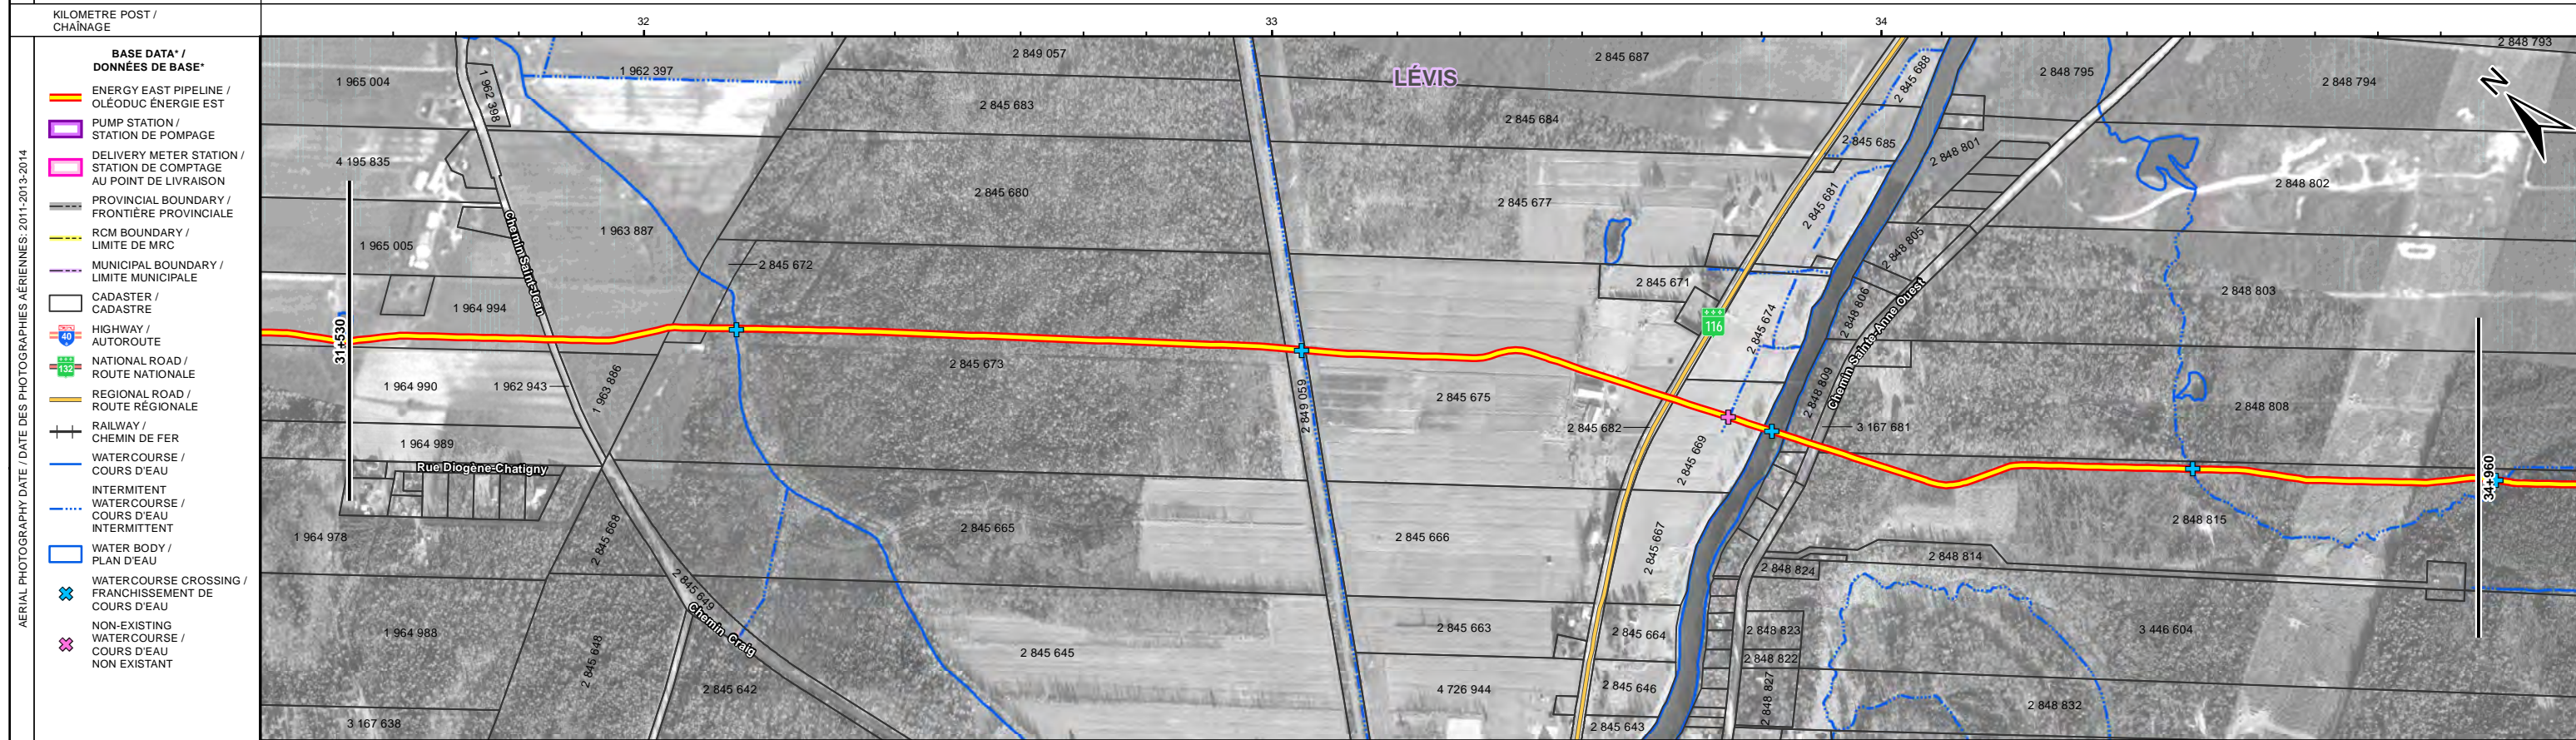 KILOMETRE POST /
CHAÎNAGE
32
33
34
AERIAL PHOTOGRAPHY DATE / DATE DES PHOTOGRAPHIES AÉRIENNES: 2011-2013-2014
BASE DATA* /
DONNÉES DE BASE*
ENERGY EAST PIPELINE /
OLÉODUC ÉNERGIE EST
PUMP STATION /
STATION DE POMPAGE
DELIVERY METER STATION /
STATION DE COMPTAGE
AU POINT DE LIVRAISON
PROVINCIAL BOUNDARY /
FRONTIÈRE PROVINCIALE
RCM BOUNDARY /
LIMITE DE MRC
MUNICIPAL BOUNDARY /
LIMITE MUNICIPALE
CADASTER /
CADASTRE
40
HIGHWAY /
AUTOROUTE
132
NATIONAL ROAD /
ROUTE NATIONALE
REGIONAL ROAD /
ROUTE RÉGIONALE
RAILWAY /
CHEMIN DE FER
WATERCOURSE /
COURS D'EAU
INTERMITENT
WATERCOURSE /
COURS D'EAU
INTERMITTENT
WATER BODY /
PLAN D'EAU
WATERCOURSE CROSSING /
FRANCHISSEMENT DE
COURS D'EAU
NON-EXISTING
WATERCOURSE /
COURS D'EAU
NON EXISTANT
1 965 004
1 962 398
1 962 397
4 195 835
Chemin Saint-Jean
1 965 005
1 963 887
1 964 994
2 845 672
31+530
1 964 990
1 962 943
1 963 886
1 964 989
Rue Diogène-Chatigny
1 964 978
2 845 668
2 845 649
Chemin Craig
1 964 988
2 845 648
2 845 642
3 167 638
2 849 057
2 845 683
2 845 680
2 845 673
2 845 665
2 845 645
2 849 059
LÉVIS
2 845 687
2 845 684
2 845 677
2 845 671
2 845 675
2 845 682
2 845 666
2 845 663
4 726 944
2 845 688
2 845 685
2 845 681
116
2 845 674
2 845 669
2 845 667
2 845 664
2 845 646
2 845 643
2 848 795
2 848 794
2 848 793
2 848 801
2 848 802
2 848 805
2 848 803
2 848 806
Chemin Sainte-Anne Ouest
2 848 809
2 848 808
3 167 681
34+960
2 848 815
2 848 814
2 848 824
2 848 823
2 848 822
2 848 827
3 446 604
2 848 832
N